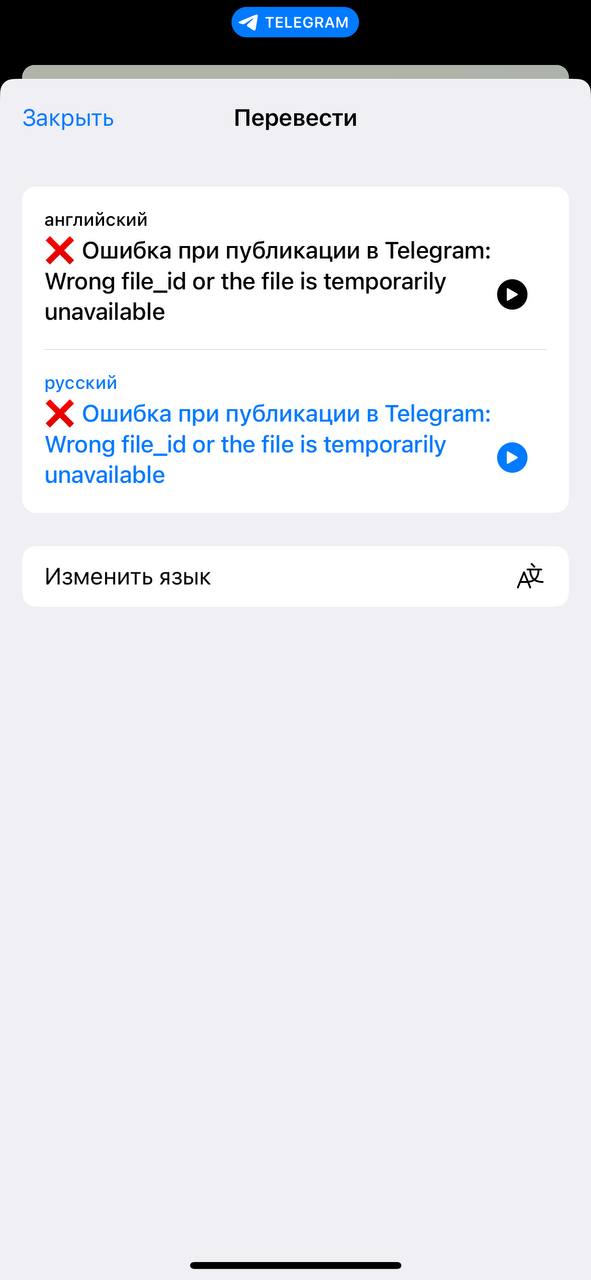 TELEGRAM
Закрыть
Перевести
английский
❌ Ошибка при публикации в Telegram:
Wrong file_id or the file is temporarily
unavailable
русский
❌ Ошибка при публикации в Telegram:
Wrong file_id or the file is temporarily
unavailable
Изменить язык